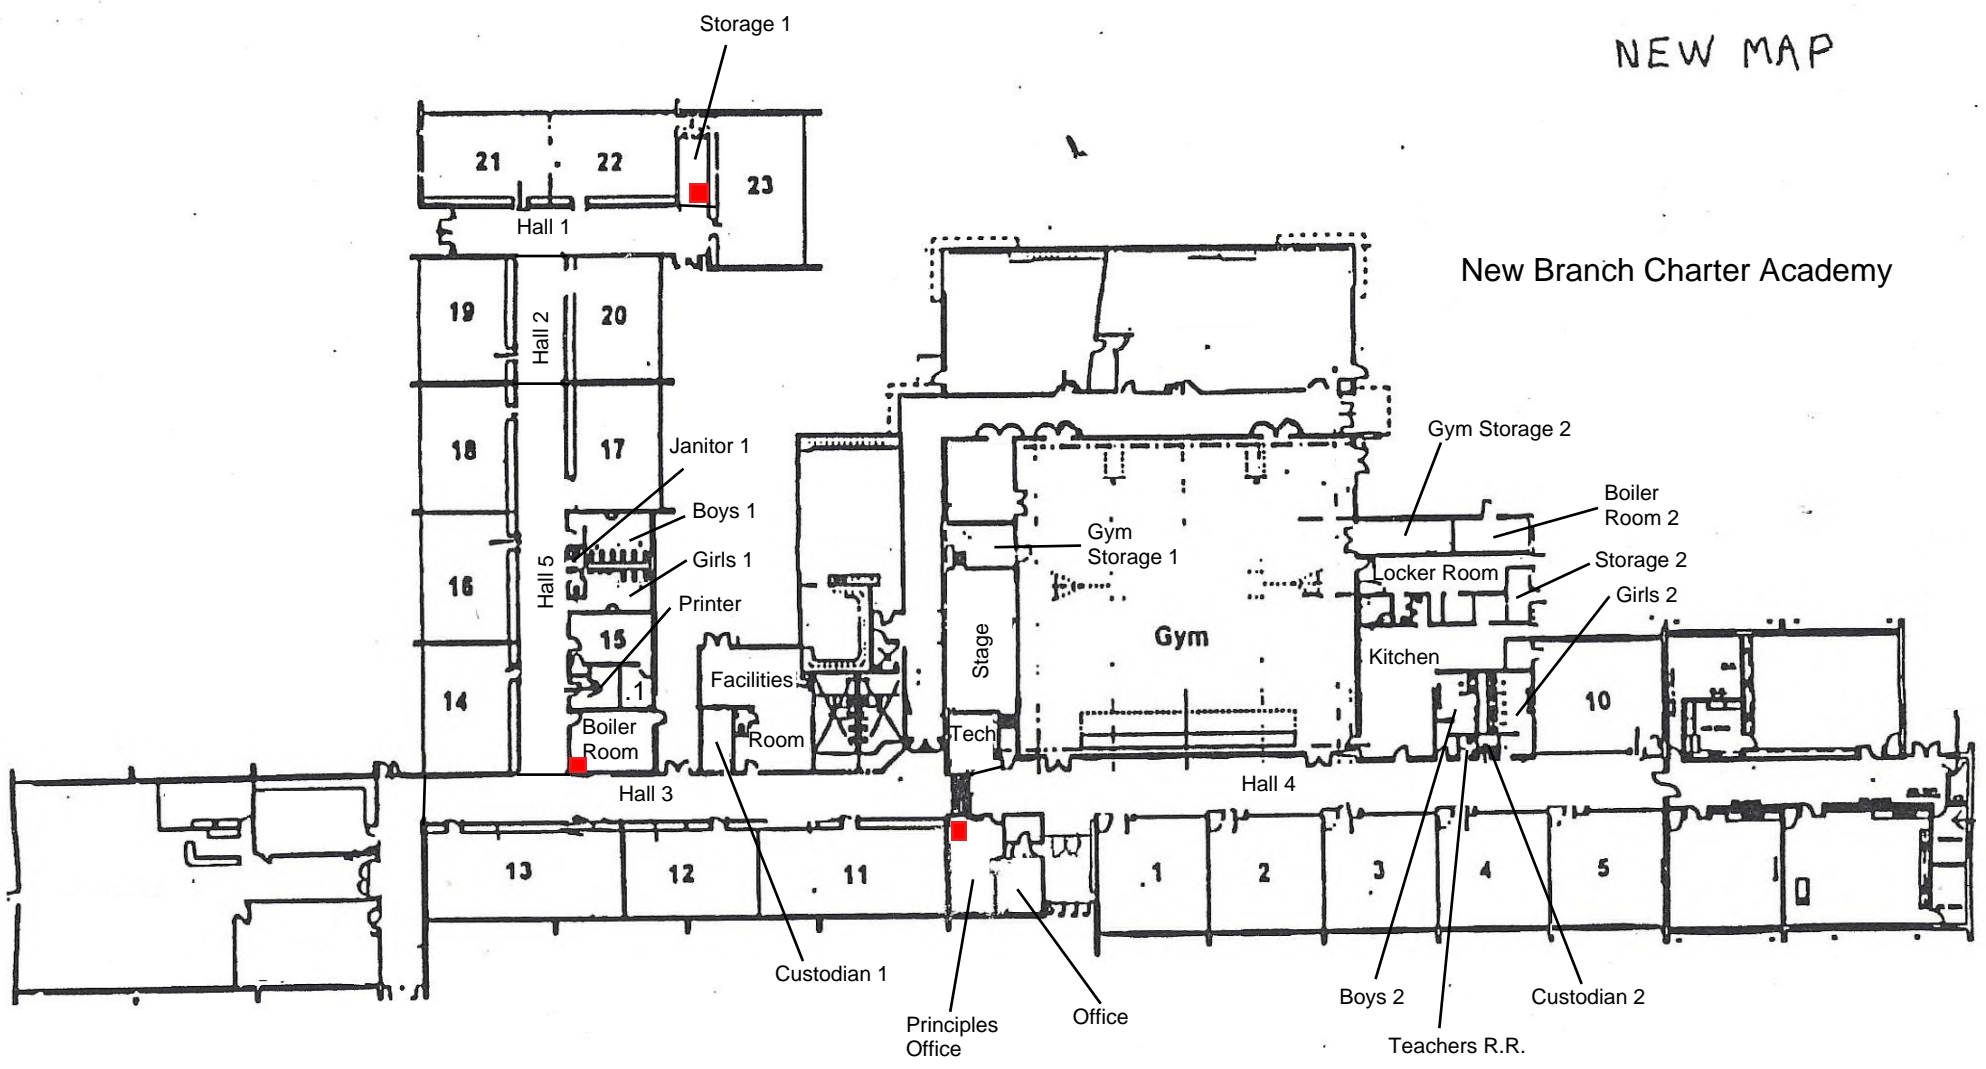 Storage 1
NEW MAP
21
22
23
Hall 1
New Branch Charter Academy
19
Hall 2
20
18
17
Janitor 1
Gym Storage 2
Boys 1
Boiler
Room 2
Gym
Storage 1
Girls 1
Hall 5
16
Locker Room
Storage 2
Printer
Girls 2
15
Stage
Gym
Kitchen
14
.1
Facilities
Room
10
Boiler
Room
Tech
Hall 3
Hall 4
13
12
11
1
2
3
4
5
Custodian 1
Principles
Office
Office
Boys 2
Custodian 2
Teachers R.R.